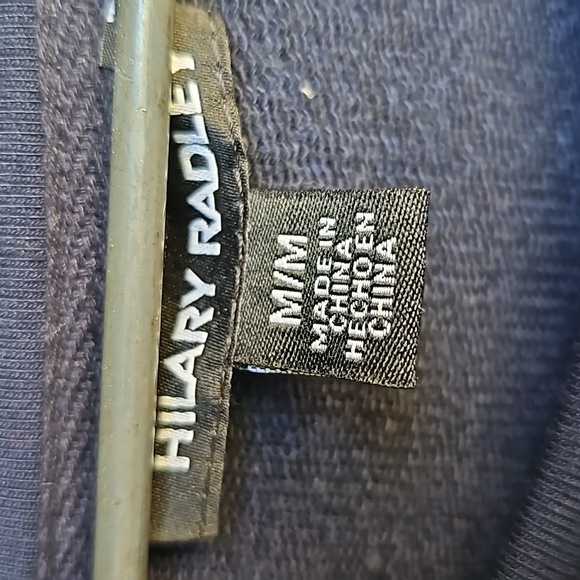 HILARY RADLEY
M/M
MADE IN
CHINA
HECHO EN
CHINA